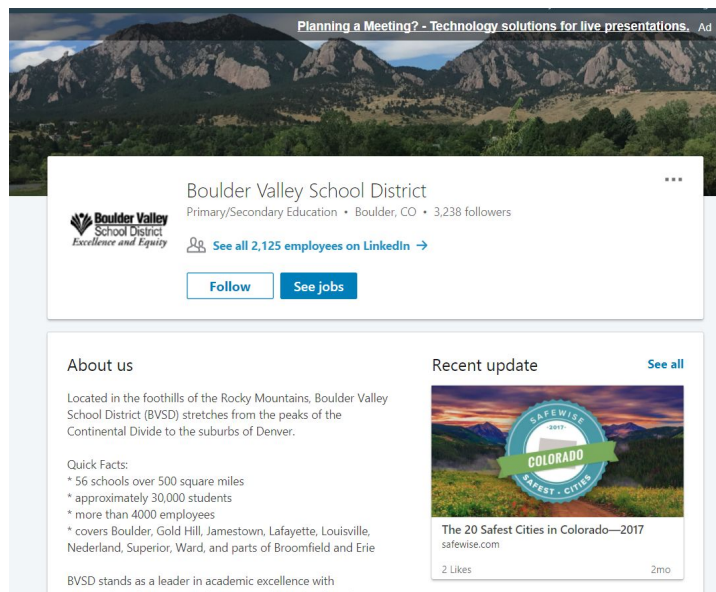 Planning a Meeting? - Technology solutions for live presentations. Ad
Boulder Valley School District
Primary/Secondary Education • Boulder, CO • 3,238 followers
Boulder Valley
School District
Excellence and Equity
See all 2,125 employees on LinkedIn →
Follow
See jobs
About us
Located in the foothills of the Rocky Mountains, Boulder Valley
School District (BVSD) stretches from the peaks of the
Continental Divide to the suburbs of Denver.
Quick Facts:
* 56 schools over 500 square miles
* approximately 30,000 students
* more than 4000 employees
* covers Boulder, Gold Hill, Jamestown, Lafayette, Louisville,
Nederland, Superior, Ward, and parts of Broomfield and Erie
BVSD stands as a leader in academic excellence with
Recent update
See all
SAFEWISE
-2017-
COLORADO
SAFEST - CITIES
The 20 Safest Cities in Colorado—2017
safewise.com
2 Likes
2mo